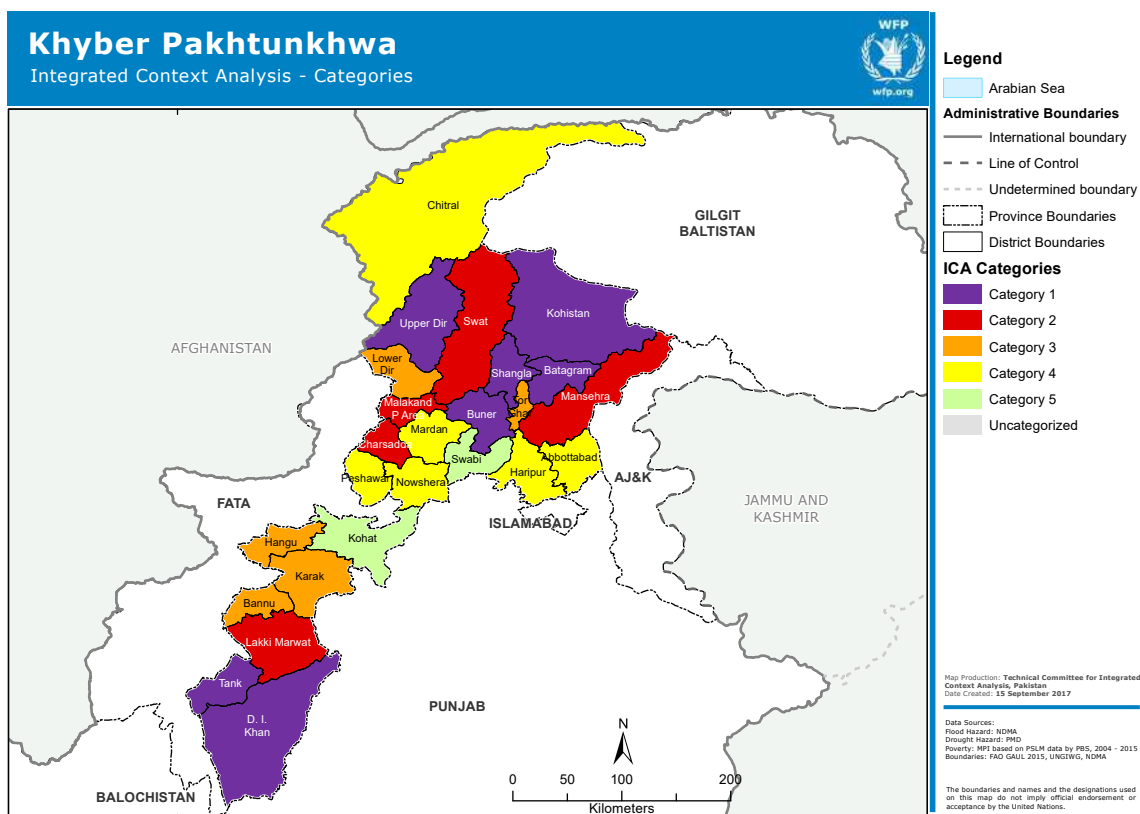 Khyber Pakhtunkhwa
Integrated Context Analysis - Categories
WFP
wfp.org
Chitral
GILGIT
BALTISTAN
Upper Dir
Swat
Kohistan
AFGHANISTAN
Lower
Dir
Shangla
Batagram
Malakand
P Area
Buner
Tor
Ghar
Mansehra
Mardan
Charsadda
Swabi
Abbottabad
Peshawar
Nowshera
Haripur
FATA
ISLAMABAD
AJ&K
JAMMU AND
KASHMIR
Hangu
Kohat
Karak
Bannu
Lakki Marwat
Tank
D. I.
Khan
PUNJAB
BALOCHISTAN
N
0 50 100 200
Kilometers
Legend
Arabian Sea
Administrative Boundaries
International boundary
Line of Control
Undetermined boundary
Province Boundaries
District Boundaries
ICA Categories
Category 1
Category 2
Category 3
Category 4
Category 5
Uncategorized
Map Production: Technical Committee for Integrated
Context Analysis, Pakistan
Date Created: 15 September 2017
Data Sources:
Flood Hazard: NDMA
Drought Hazard: PMD
Poverty: MPI based on PSLM data by PBS, 2004 - 2015
Boundaries: FAO GAUL 2015, UNGIWG, NDMA
The boundaries and names and the designations used
on this map do not imply official endorsement or
acceptance by the United Nations.